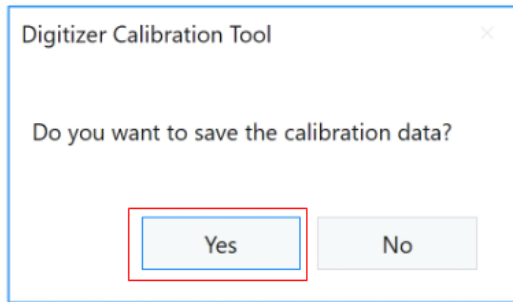 Digitizer Calibration Tool
Do you want to save the calibration data?
Yes No